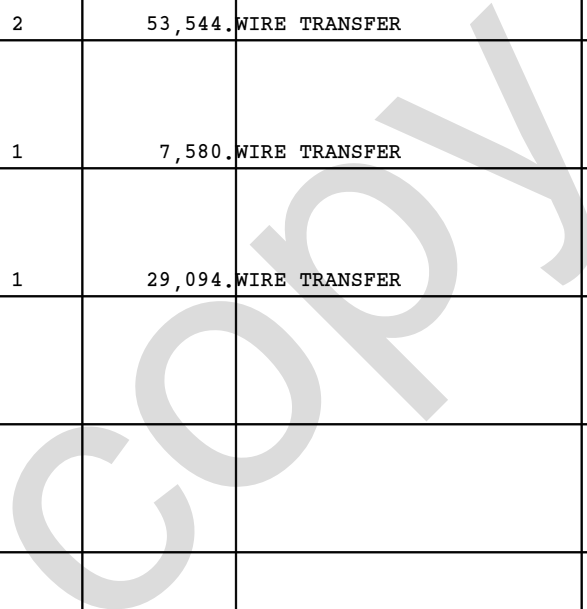 2 53,544. WIRE TRANSFER
1 7,580. WIRE TRANSFER
1 29,094. WIRE TRANSFER
copy